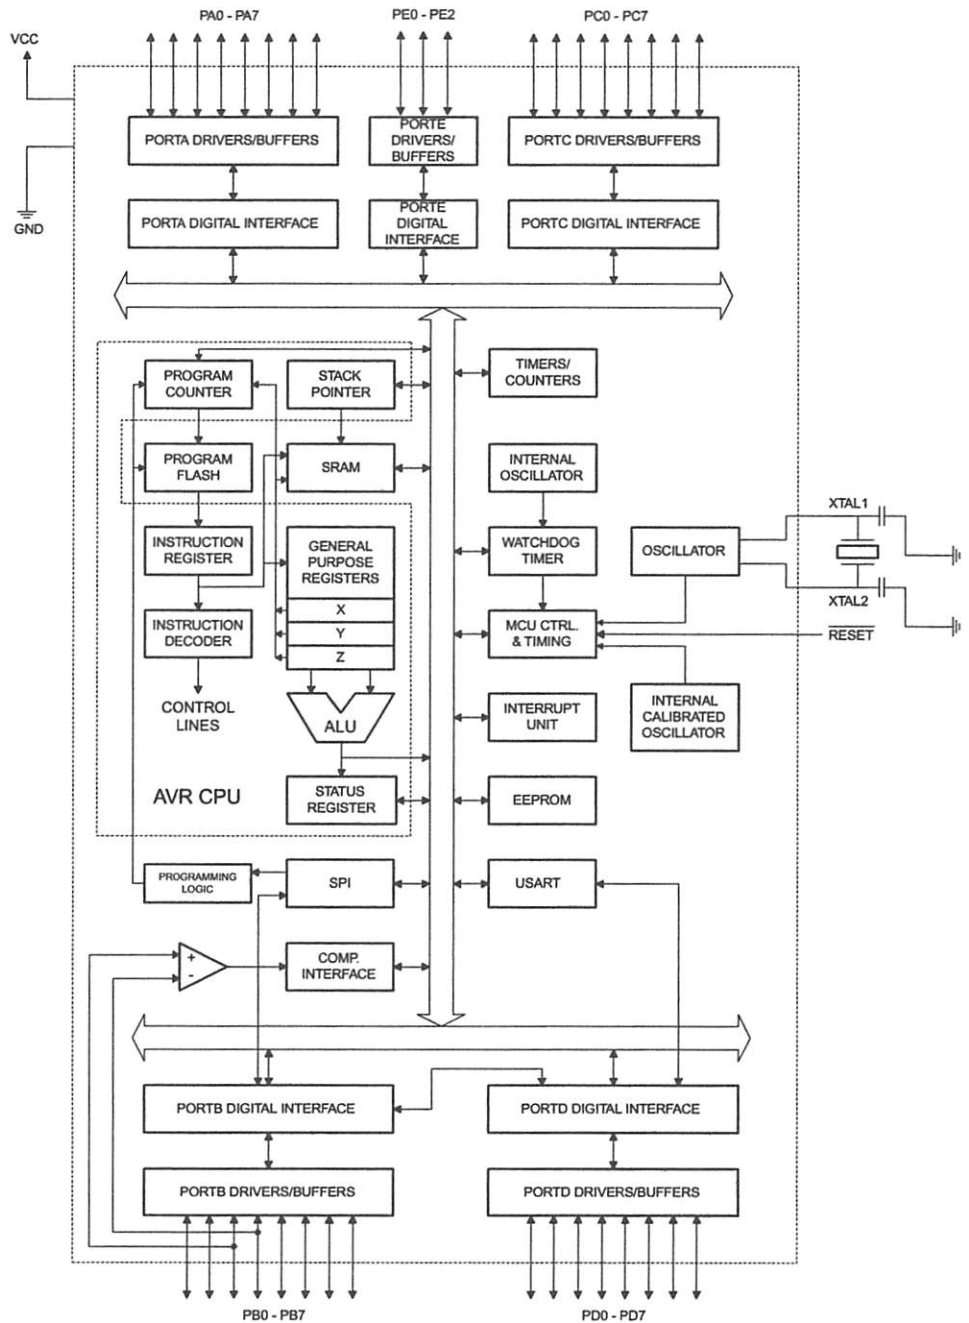 PA0 - PA7
PE0 - PE2
PC0 - PC7
VCC
PORTA DRIVERS/BUFFERS
PORTE
DRIVERS/
BUFFERS
PORTC DRIVERS/BUFFERS
GND
PORTA DIGITAL INTERFACE
PORTE
DIGITAL
INTERFACE
PORTC DIGITAL INTERFACE
PROGRAM
COUNTER
STACK
POINTER
TIMERS/
COUNTERS
PROGRAM
FLASH
SRAM
INTERNAL
OSCILLATOR
XTAL1
INSTRUCTION
REGISTER
GENERAL
PURPOSE
REGISTERS
WATCHDOG
TIMER
OSCILLATOR
XTAL2
X
INSTRUCTION
DECODER
Y
MCU CTRL.
& TIMING
RESET
Z
CONTROL
LINES
ALU
INTERRUPT
UNIT
INTERNAL
CALIBRATED
OSCILLATOR
AVR CPU
STATUS
REGISTER
EEPROM
PROGRAMMING
LOGIC
SPI
USART
+
-
COMP.
INTERFACE
PORTB DIGITAL INTERFACE
PORTD DIGITAL INTERFACE
PORTB DRIVERS/BUFFERS
PORTD DRIVERS/BUFFERS
PB0 - PB7
PD0 - PD7